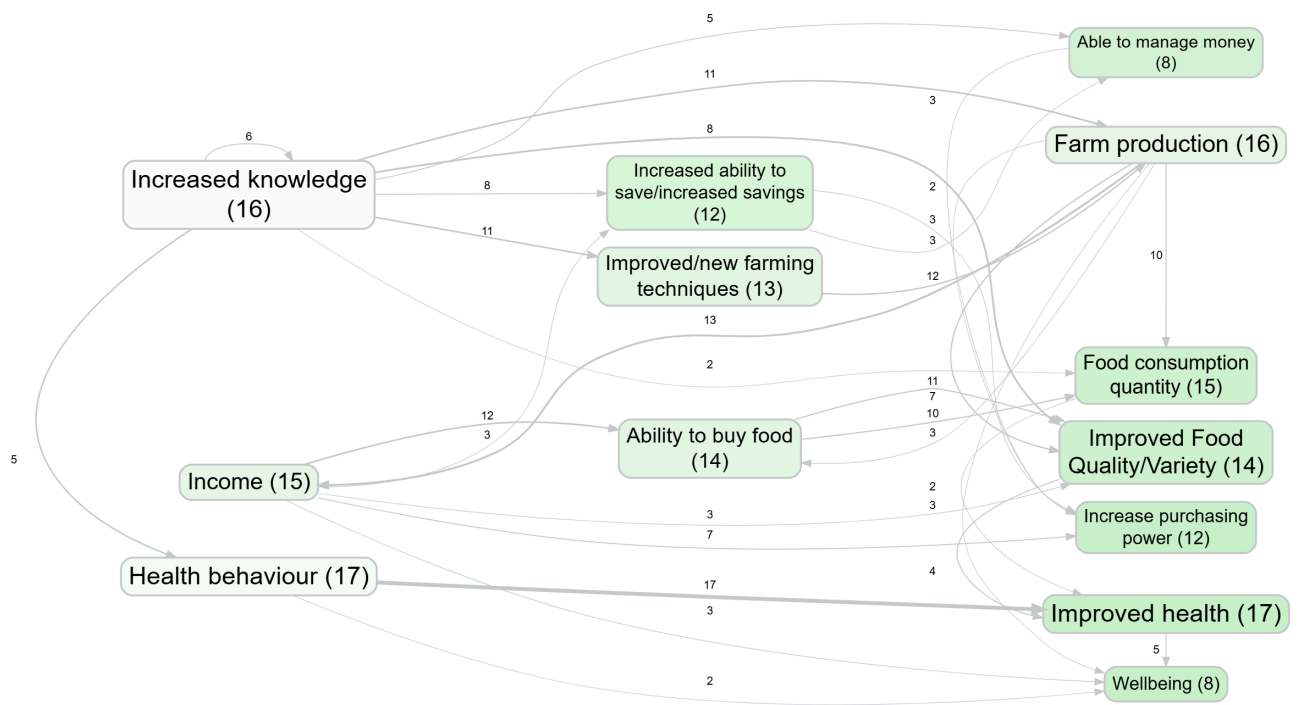 5
Able to manage money
(8)
11
3
Farm production (16)
6
8
Increased knowledge
(16)
Increased ability to
save/increased savings
(12)
8
2
3
3
11
Improved/new farming
techniques (13)
12
10
13
2
Food consumption
quantity (15)
11
7
10
3
12
3
Ability to buy food
(14)
Improved Food
Quality/Variety (14)
5
Income (15)
2
3
3
7
Increase purchasing
power (12)
4
Health behaviour (17)
17
3
Improved health (17)
5
2
Wellbeing (8)